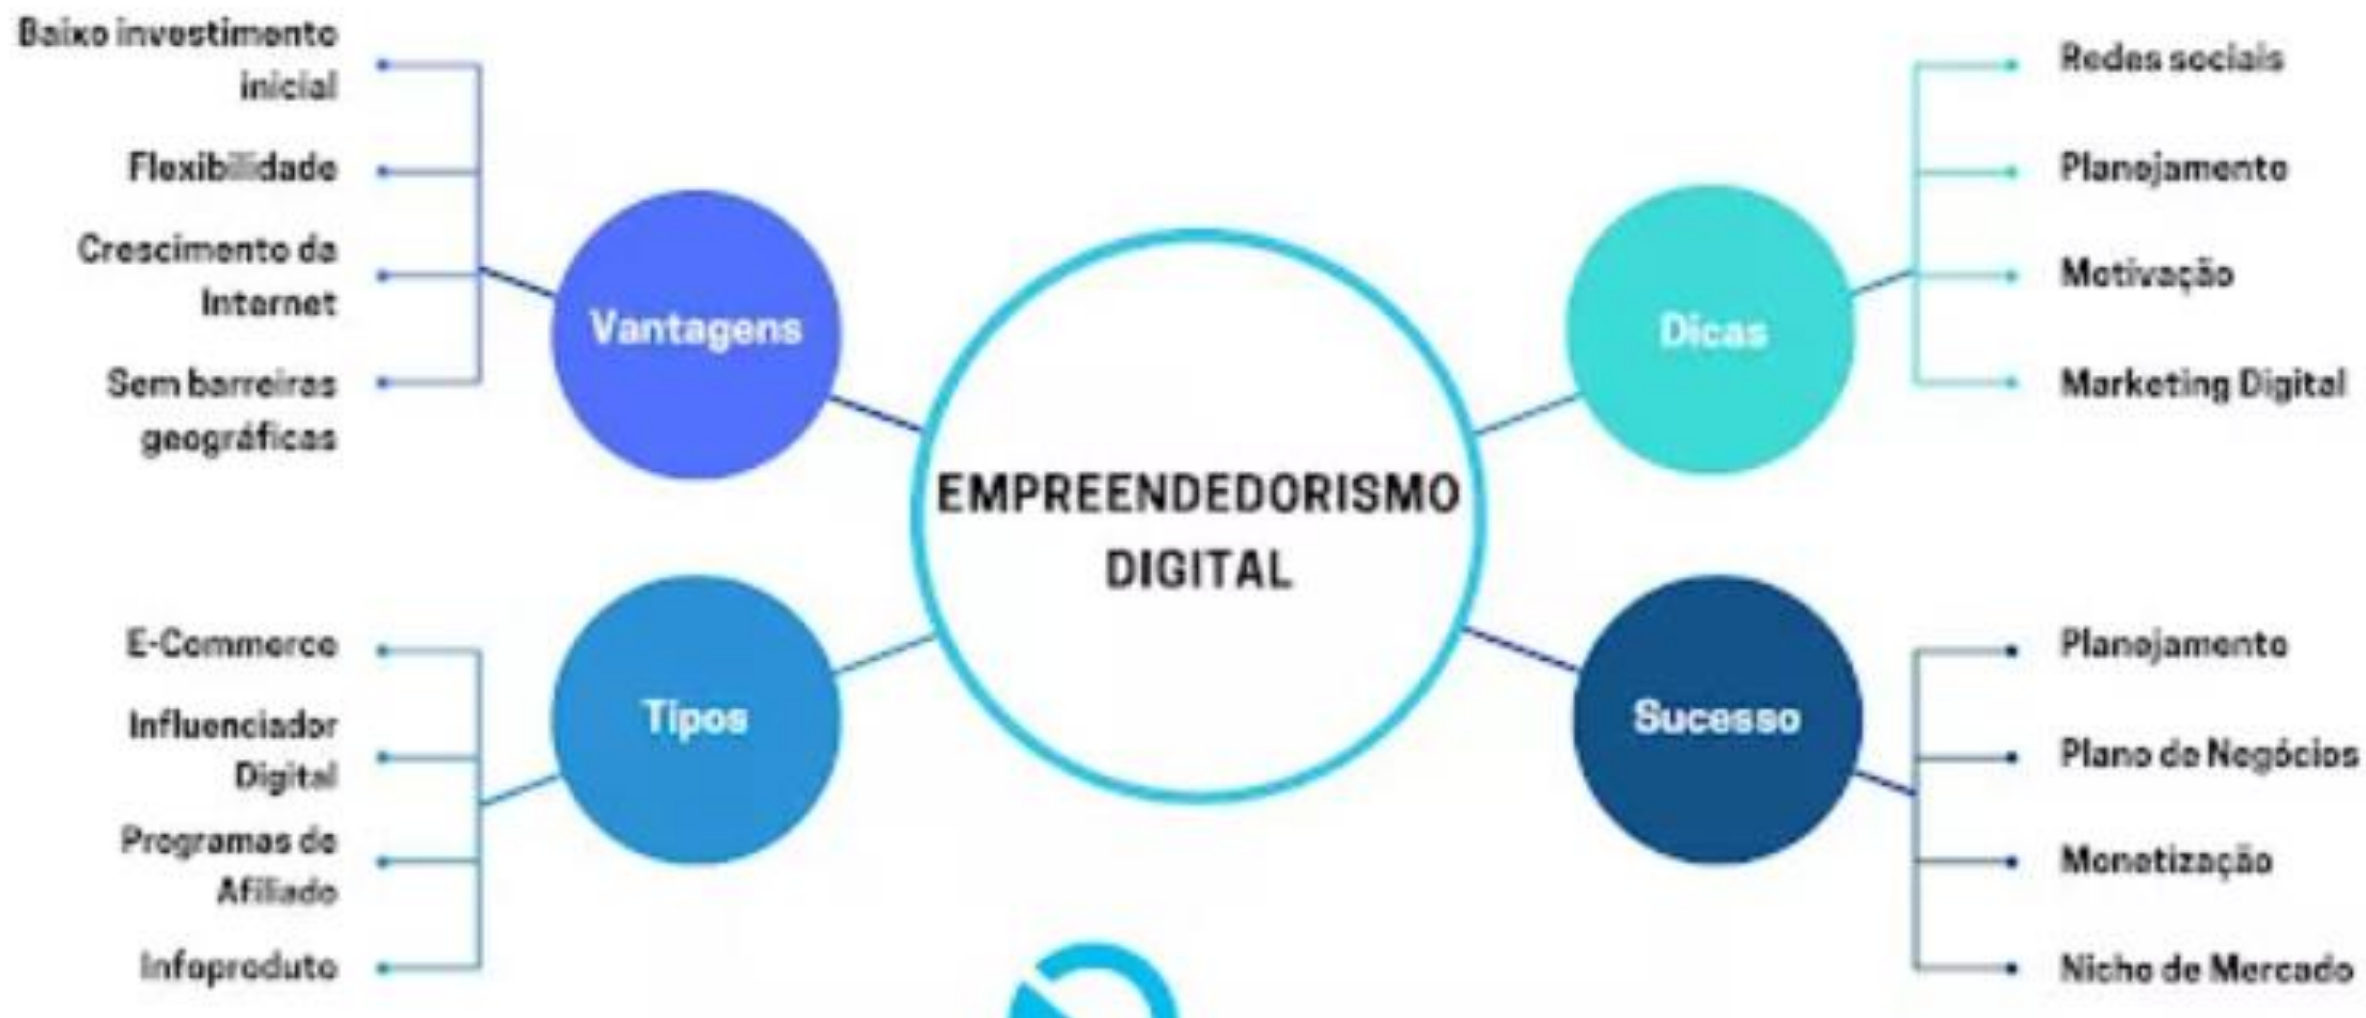 Baixo investimento
inicial
Flexibilidade
Crescimento da
Internet
Sem barreiras
geográficas
Vantagens
E-Commerce
Influenciador
Digital
Programas de
Afiliado
Infoproduto
Tipos
EMPREENDEDORISMO
DIGITAL
Dicas
Redes sociais
Planejamento
Motivação
Marketing Digital
Sucesso
Planejamento
Plano de Negócios
Monetização
Nicho de Mercado